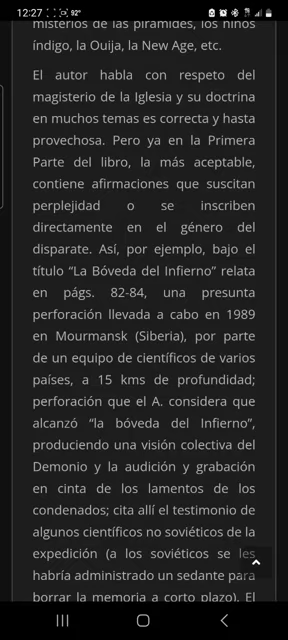 12:27
92°
misterios de las pirámides, los niños
índigo, la Ouija, la New Age, etc.
El autor habla con respeto del
magisterio de la Iglesia y su doctrina
en muchos temas es correcta y hasta
provechosa. Pero ya en la Primera
Parte del libro, la más aceptable,
contiene afirmaciones que suscitan
perplejidad o se inscriben
directamente en el género del
disparate. Así, por ejemplo, bajo el
título “La Bóveda del Infierno” relata
en págs. 82-84, una presunta
perforación llevada a cabo en 1989
en Mourmansk (Siberia), por parte
de un equipo de científicos de varios
países, a 15 kms de profundidad;
perforación que el A. considera que
alcanzó “la bóveda del Infierno”,
produciendo una visión colectiva del
Demonio y la audición y grabación
en cinta de los lamentos de los
condenados; cita allí el testimonio de
algunos científicos no soviéticos de la
expedición (a los soviéticos se les
habría administrado un sedante para
borrar la memoria a corto plazo). El